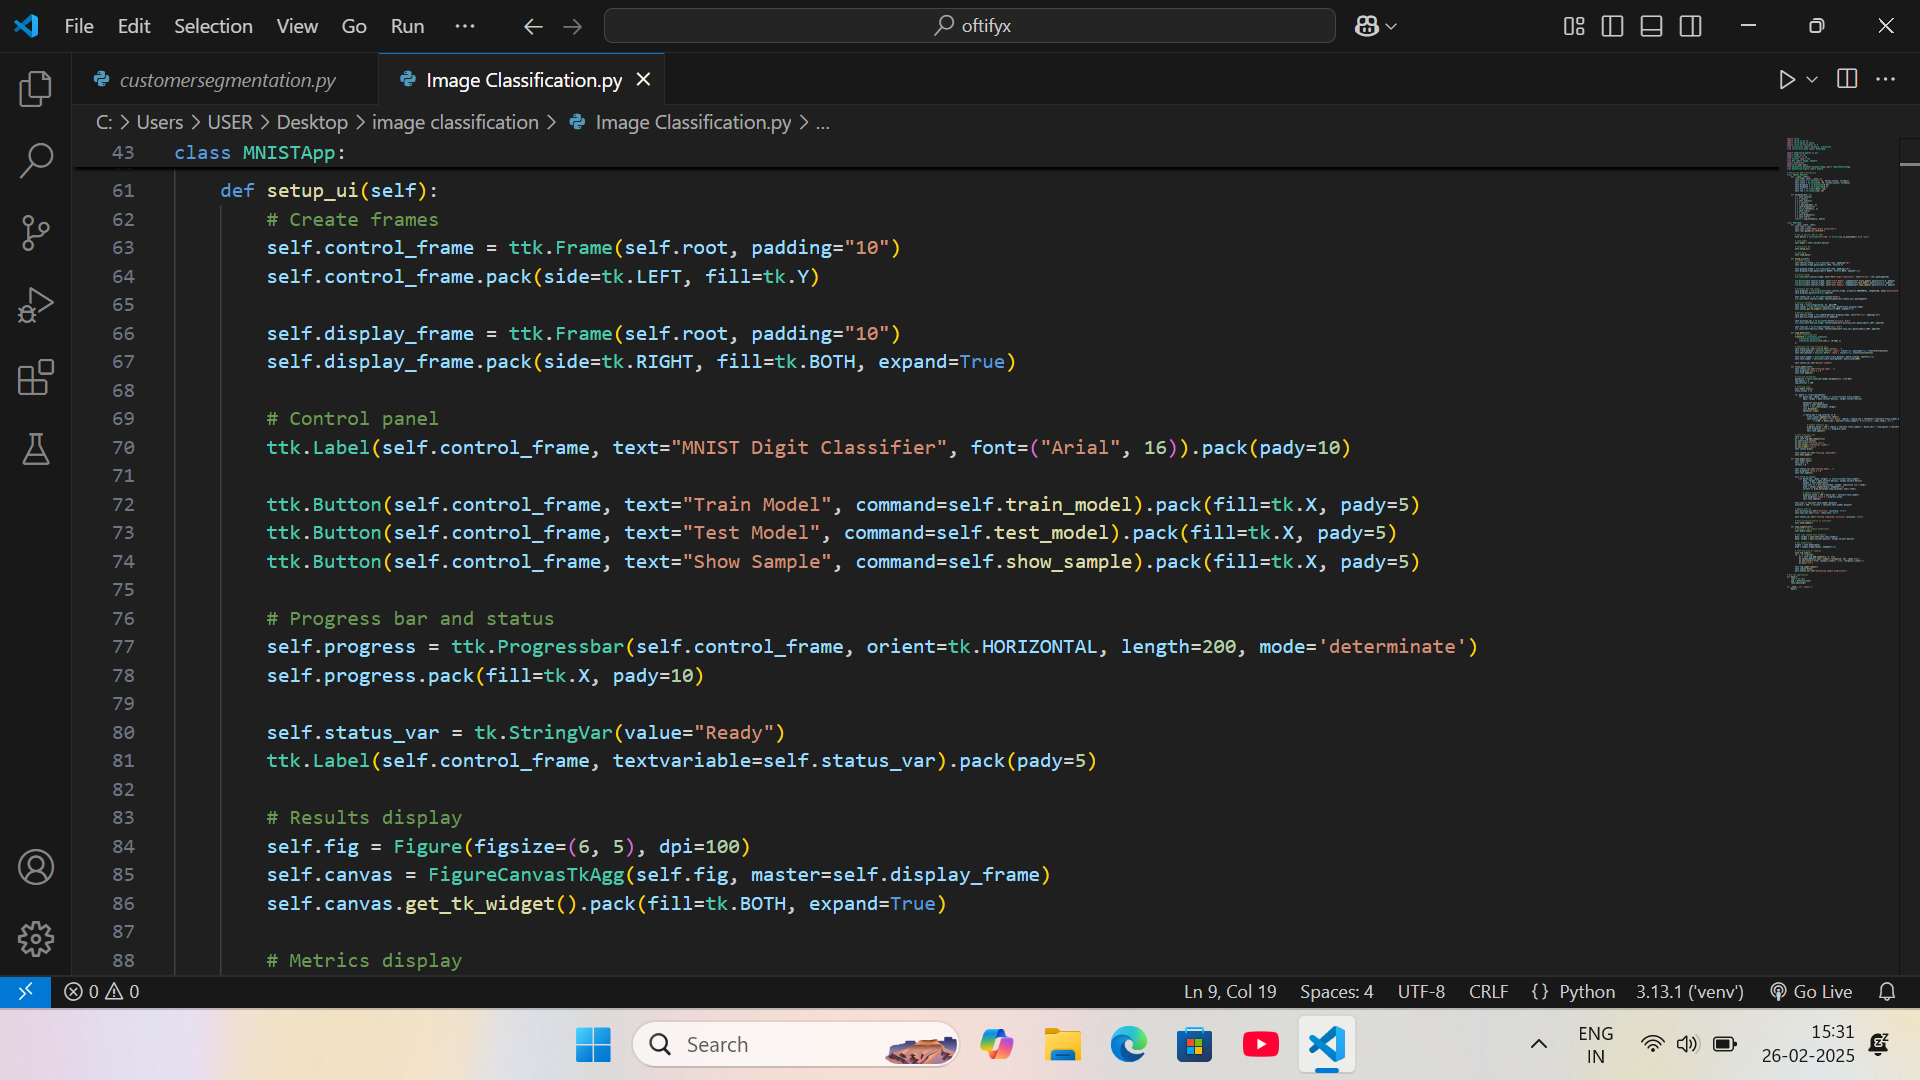 File Edit Selection View Go Run ...
oftifyx
customersegmentation.py
Image Classification.py
C: > Users > USER > Desktop > image classification > Image Classification.py > ...
43 class MNISTApp:
61 def setup_ui(self):
62 # Create frames
63 self.control_frame = ttk.Frame(self.root, padding="10")
64 self.control_frame.pack(side=tk.LEFT, fill=tk.Y)
65
66 self.display_frame = ttk.Frame(self.root, padding="10")
67 self.display_frame.pack(side=tk.RIGHT, fill=tk.BOTH, expand=True)
68
69 # Control panel
70 ttk.Label(self.control_frame, text="MNIST Digit Classifier", font=("Arial", 16)).pack(pady=10)
71
72 ttk.Button(self.control_frame, text="Train Model", command=self.train_model).pack(fill=tk.X, pady=5)
73 ttk.Button(self.control_frame, text="Test Model", command=self.test_model).pack(fill=tk.X, pady=5)
74 ttk.Button(self.control_frame, text="Show Sample", command=self.show_sample).pack(fill=tk.X, pady=5)
75
76 # Progress bar and status
77 self.progress = ttk.Progressbar(self.control_frame, orient=tk.HORIZONTAL, length=200, mode='determinate')
78 self.progress.pack(fill=tk.X, pady=10)
79
80 self.status_var = tk.StringVar(value="Ready")
81 ttk.Label(self.control_frame, textvariable=self.status_var).pack(pady=5)
82
83 # Results display
84 self.fig = Figure(figsize=(6, 5), dpi=100)
85 self.canvas = FigureCanvasTkAgg(self.fig, master=self.display_frame)
86 self.canvas.get_tk_widget().pack(fill=tk.BOTH, expand=True)
87
88 # Metrics display
0 0
Ln 9, Col 19 Spaces: 4 UTF-8 CRLF {} Python 3.13.1 ('venv') Go Live
Search
ENG
IN
15:31
26-02-2025